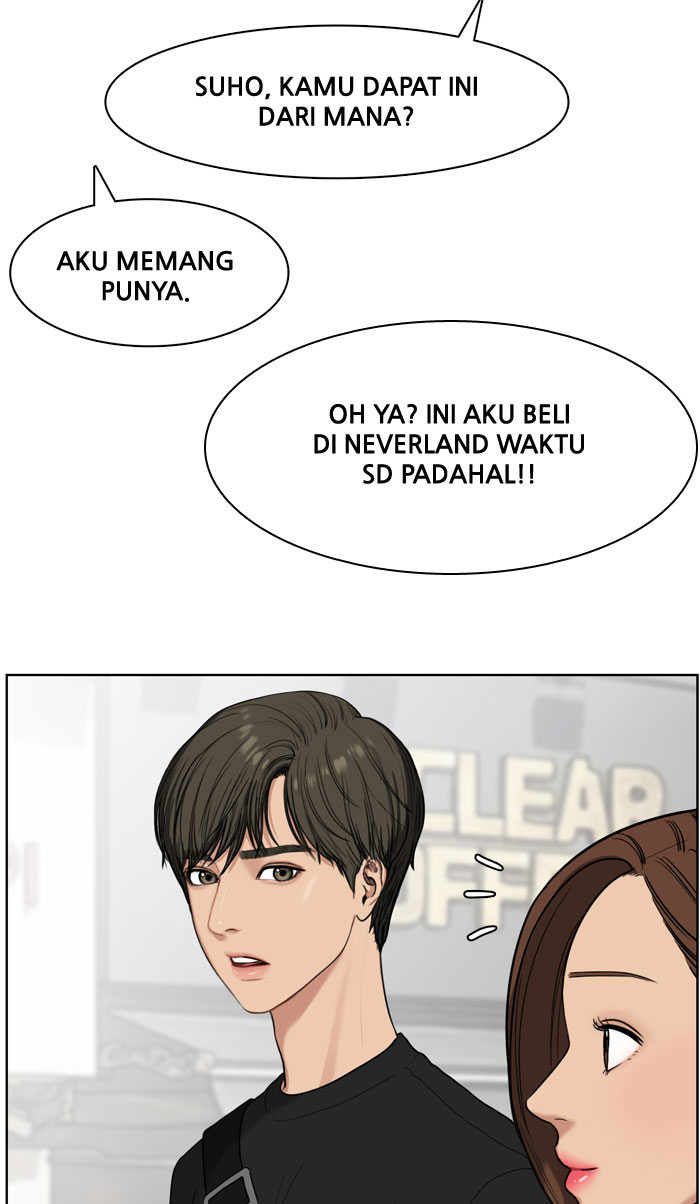 SUHO, KAMU DAPAT INI
DARI MANA?
AKU MEMANG
PUNYA.
OH YA? INI AKU BELI
DI NEVERLAND WAKTU
SD PADAHAL!!
CLEAR
OFFE